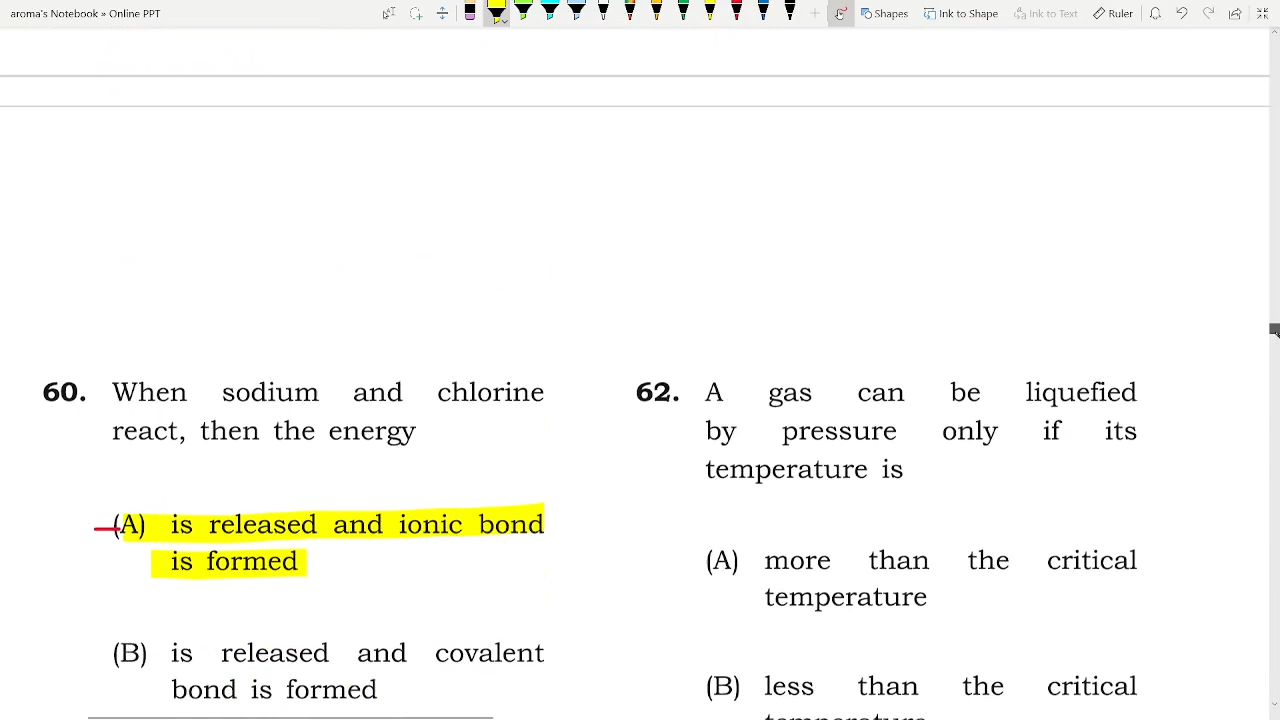 aroma's Notebook » Online PPT
Shapes Ink to Shape Ink to Text Ruler
60. When sodium and chlorine
react, then the energy
(A) is released and ionic bond
is formed
(B) is released and covalent
bond is formed
62. A gas can be liquefied
by pressure only if its
temperature is
(A) more than the critical
temperature
(B) less than the critical
temperature